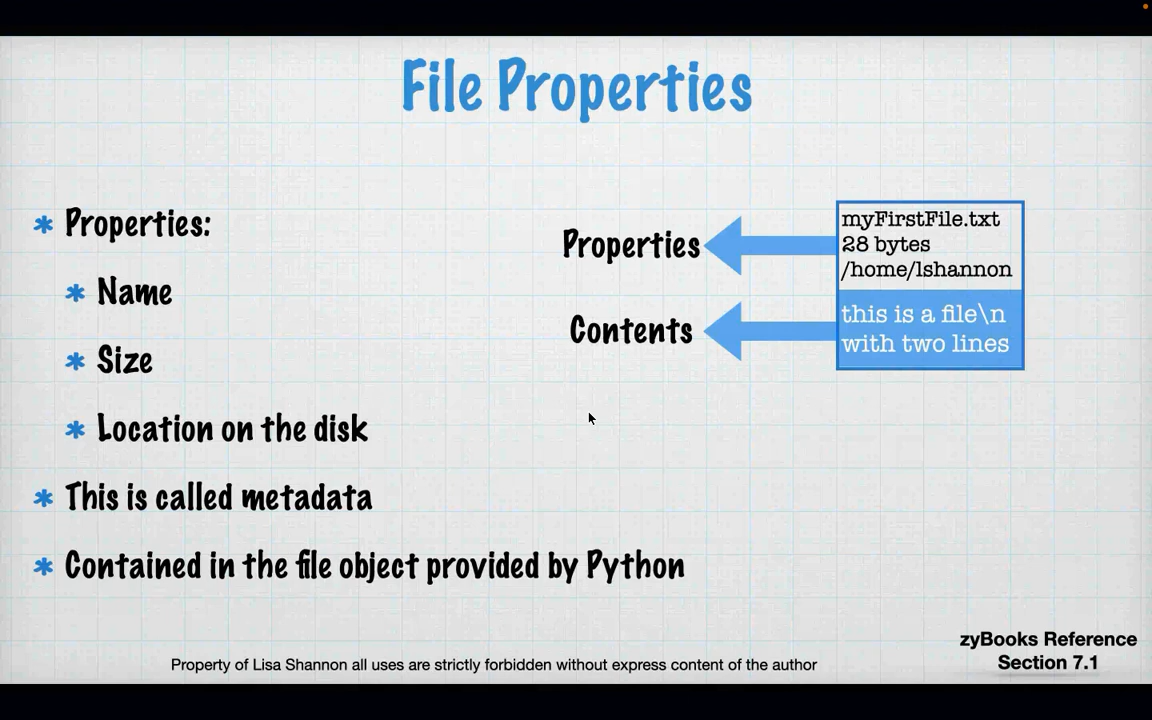 File Properties
* Properties:
* Name
* Size
* Location on the disk
* This is called metadata
* Contained in the file object provided by Python
Properties
Contents
myFirstFile.txt
28 bytes
/home/lshannon
this is a file\n
with two lines
zyBooks Reference
Section 7.1
Property of Lisa Shannon all uses are strictly forbidden without express content of the author